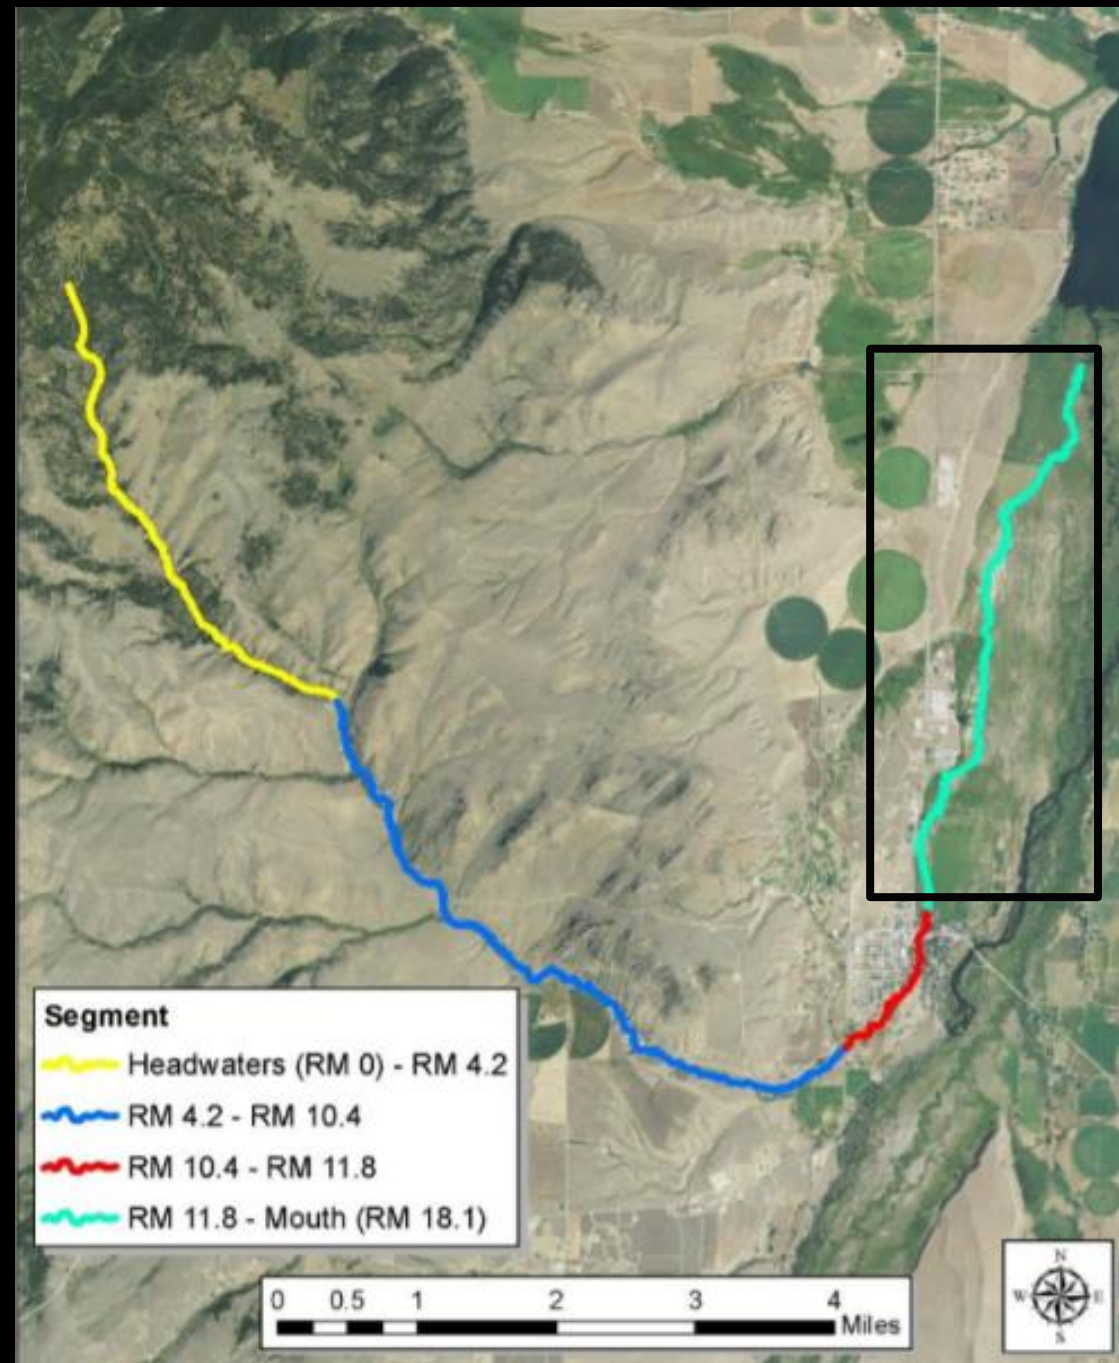 Segment
Headwaters (RM 0) - RM 4.2
RM 4.2 - RM 10.4
RM 10.4 - RM 11.8
RM 11.8 - Mouth (RM 18.1)
0 0.5 1 2 3 4
Miles
N
W E
S